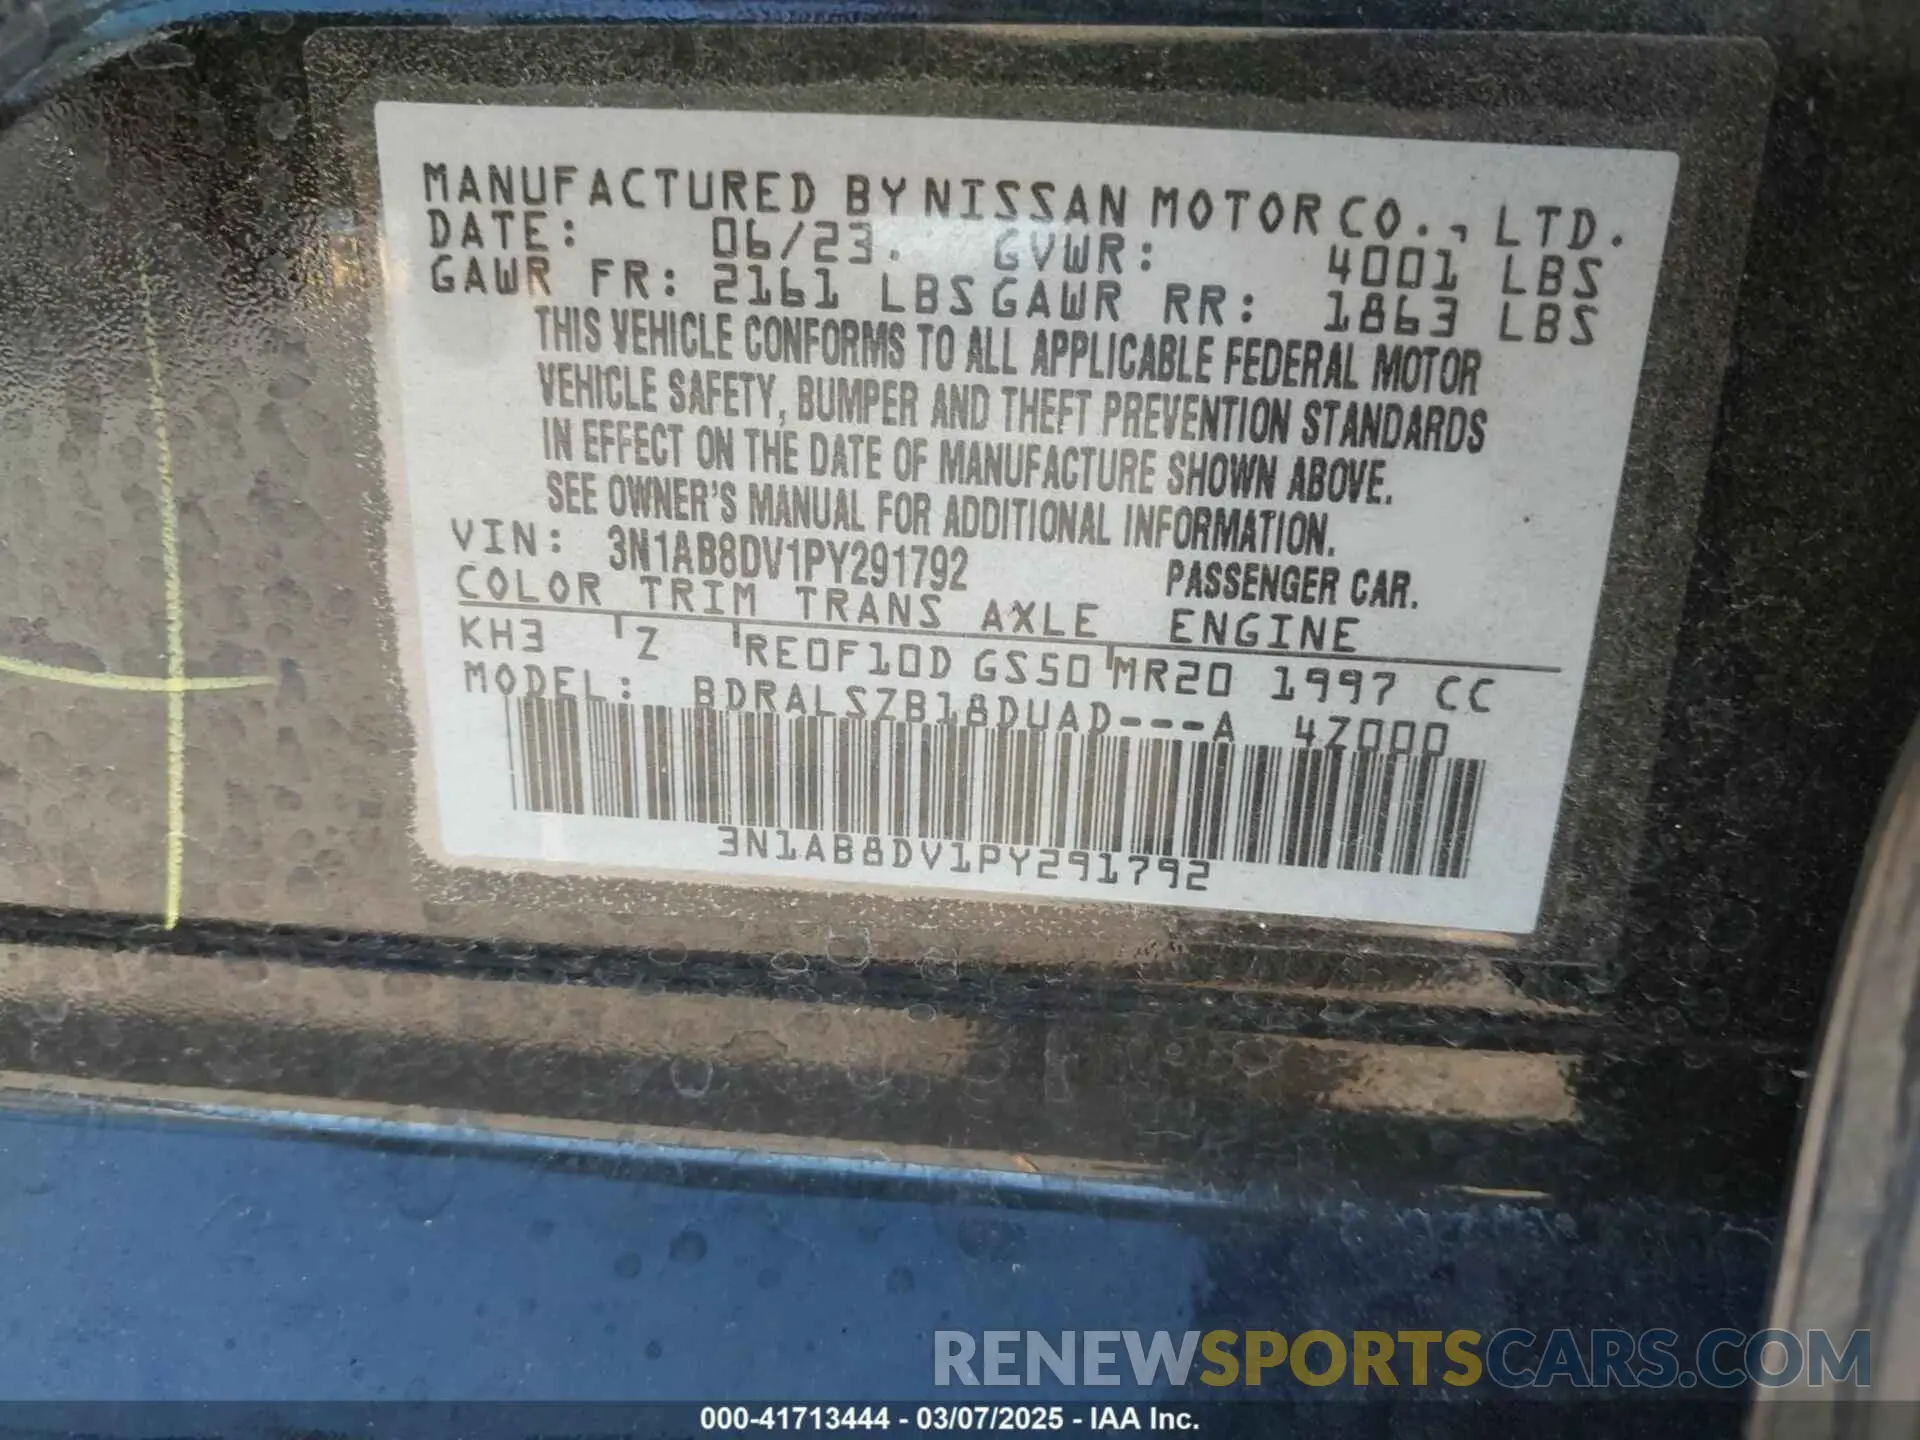 MANUFACTURED BY NISSAN MOTOR CO., LTD.
DATE: 06/23. GVWR: 4001 LBS
GAWR FR: 2161 LBS GAWR RR: 1863 LBS
THIS VEHICLE CONFORMS TO ALL APPLICABLE FEDERAL MOTOR
VEHICLE SAFETY, BUMPER AND THEFT PREVENTION STANDARDS
IN EFFECT ON THE DATE OF MANUFACTURE SHOWN ABOVE.
SEE OWNER'S MANUAL FOR ADDITIONAL INFORMATION.
VIN: 3N1AB8DV1PY291792 PASSENGER CAR.
COLOR TRIM TRANS AXLE ENGINE
KH3 Z RE0F10D GS50 MR20 1997 CC
MODEL: BDRALSZB18DUAD---A 4Z000
3N1AB8DV1PY291792
RENEWSPORTSCARS.COM
000-41713444 - 03/07/2025 - IAA Inc.